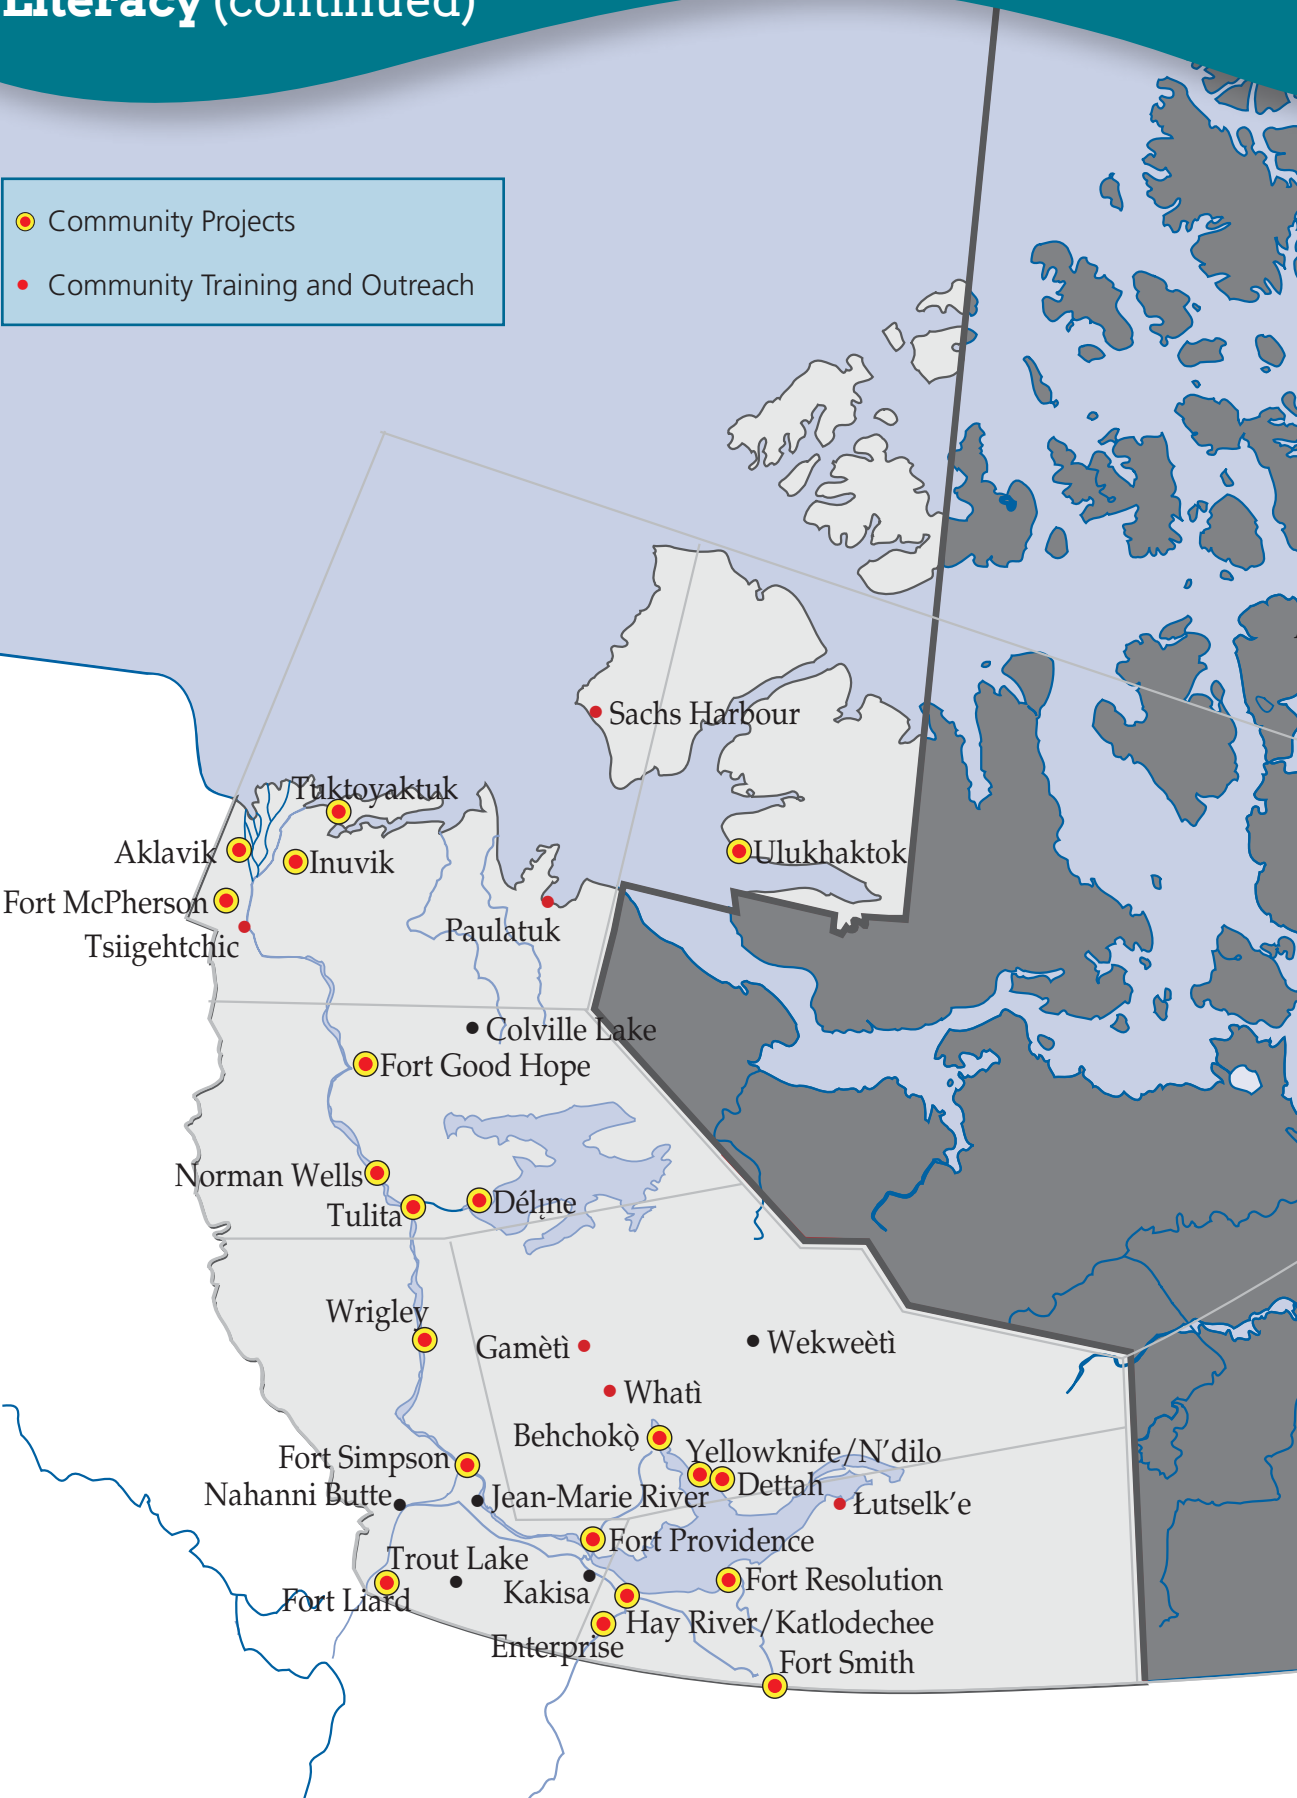 Literacy (continued)
Community Projects
Community Training and Outreach
Sachs Harbour
Tuktoyaktuk
Aklavik
Inuvik
Ulukhaktok
Fort McPherson
Paulatuk
Tsiigehtchic
Colville Lake
Fort Good Hope
Norman Wells
Délįne
Tulita
Wrigley
Gamètì
Wekweètì
Whatì
Behchokǫ̀
Yellowknife/N’dilo
Fort Simpson
Dettah
Nahanni Butte
Jean-Marie River
Łutselk’e
Fort Providence
Trout Lake
Kakisa
Fort Resolution
Fort Liard
Hay River/Katlodechee
Enterprise
Fort Smith